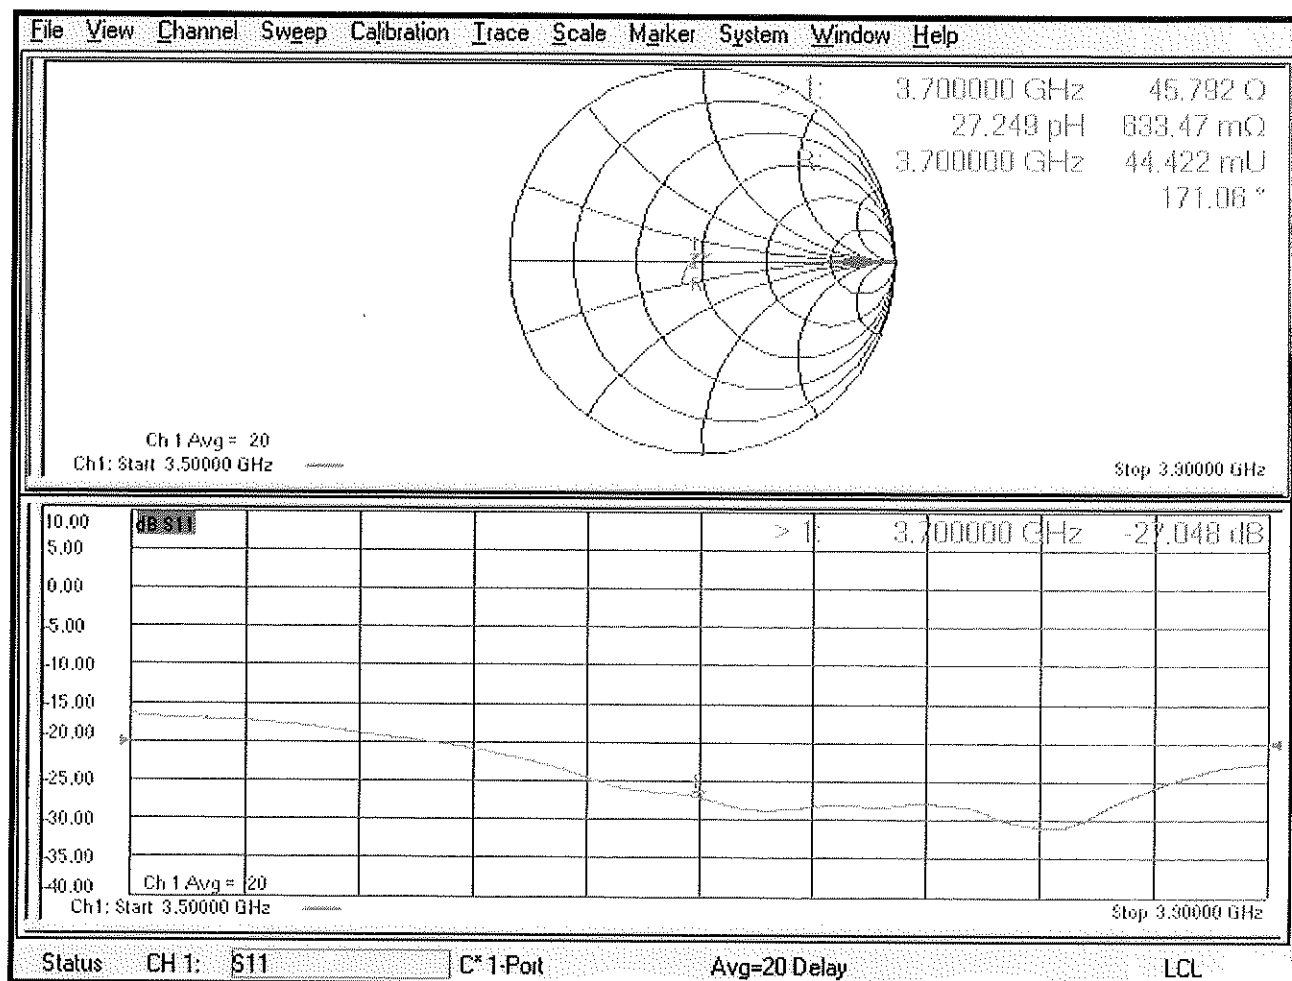 File View Channel Sweep Calibration Trace Scale Marker System Window Help
> 1: 3.700000 GHz 45.792 Ω
27.249 pH 633.47 mΩ
R: 3.700000 GHz 44.422 mU
171.06 °
Ch 1 Avg = 20
Ch1: Start 3.50000 GHz
Stop 3.90000 GHz
10.00
dB S11
> 1: 3.700000 GHz -27.048 dB
5.00
0.00
-5.00
-10.00
-15.00
-20.00
-25.00
-30.00
-35.00
-40.00
Ch 1 Avg = 20
Ch1: Start 3.50000 GHz
Stop 3.90000 GHz
Status CH 1: S11 C* 1-Port Avg=20 Delay LCL